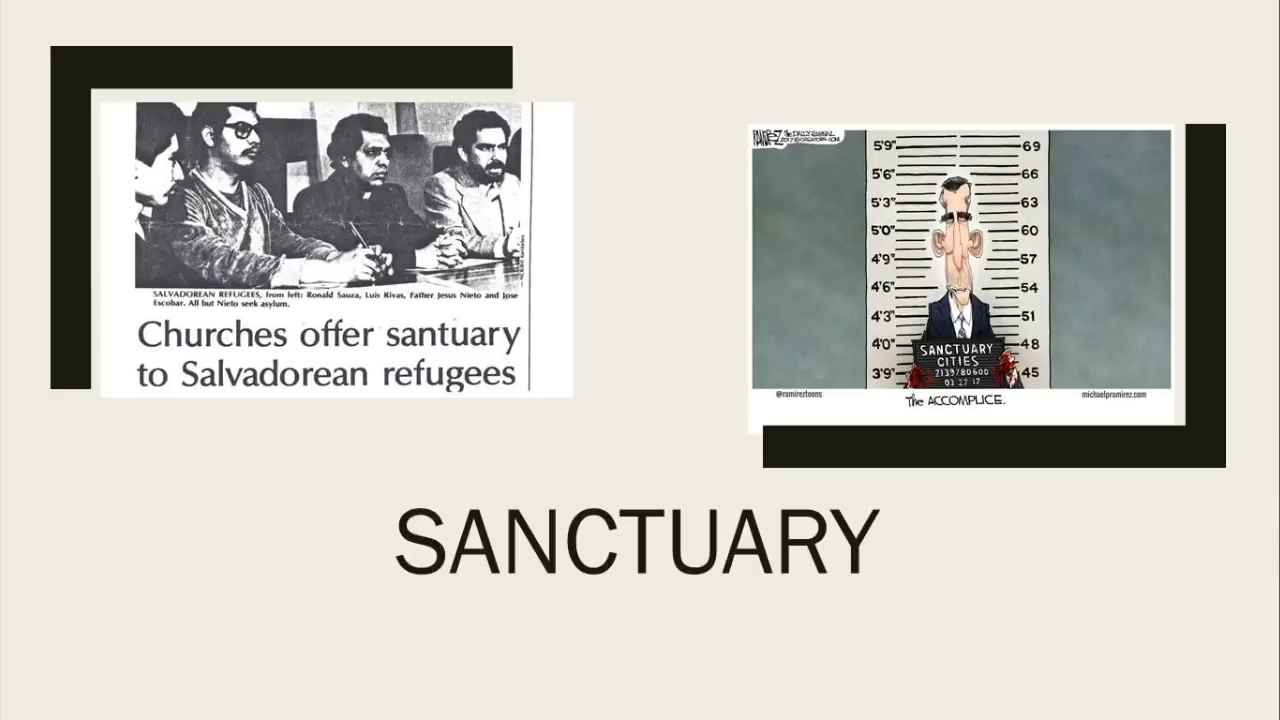 SALVADOREAN REFUGEES, from left: Ronald Sauza, Luis Rivas, Father Jesus Nieto and Jose
Escobar. All but Nieto seek asylum.
Churches offer santuary
to Salvadorean refugees
RAMIREZ
5'9" 69
5'6" 66
5'3" 63
5'0" 60
4'9" 57
4'6" 54
4'3" 51
4'0" 48
3'9" 45
SANCTUARY
CITIES
2139780600
03 27 17
@ramireztoons
The ACCOMPLICE.
michaelpramirez.com
SANCTUARY